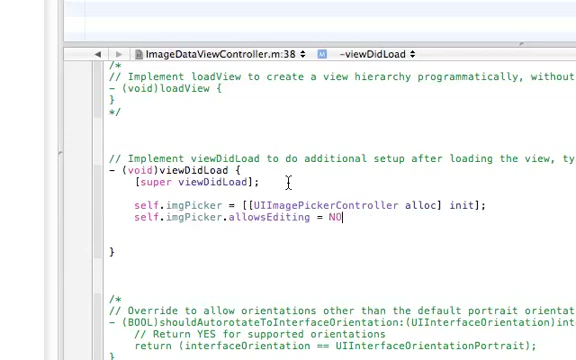 ImageDataViewController.m:38 M -viewDidLoad
/*
// Implement loadView to create a view hierarchy programmatically, without
- (void)loadView {
}
*/
// Implement viewDidLoad to do additional setup after loading the view, ty
- (void)viewDidLoad {
[super viewDidLoad];
self.imgPicker = [[UIImagePickerController alloc] init];
self.imgPicker.allowsEditing = NO
}
/*
// Override to allow orientations other than the default portrait orientat
- (BOOL)shouldAutorotateToInterfaceOrientation:(UIInterfaceOrientation)int
// Return YES for supported orientations
return (interfaceOrientation == UIInterfaceOrientationPortrait);
}